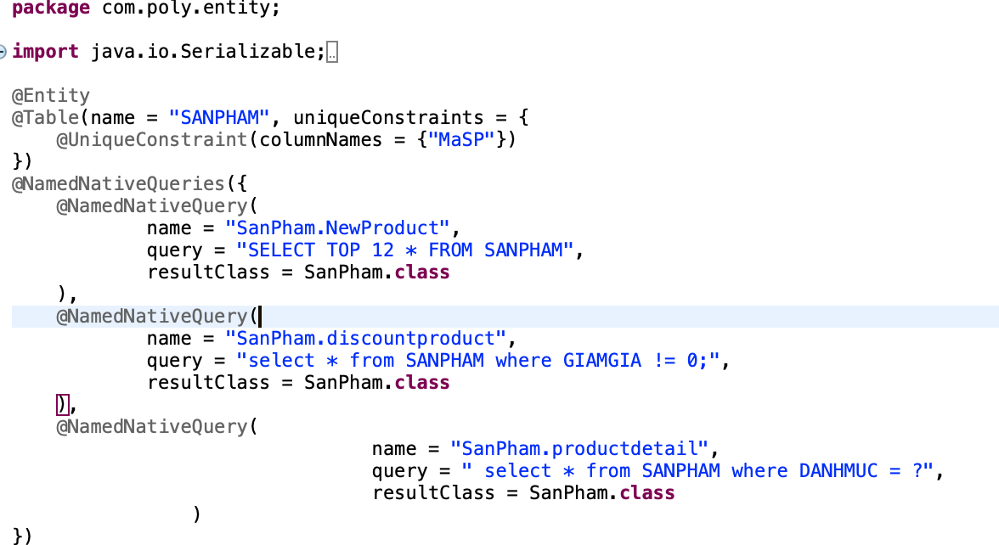 package com.poly.entity;
import java.io.Serializable;
@Entity
@Table(name = "SANPHAM", uniqueConstraints = {
@UniqueConstraint(columnNames = {"MaSP"})
})
@NamedNativeQueries({
@NamedNativeQuery(
name = "SanPham.NewProduct",
query = "SELECT TOP 12 * FROM SANPHAM",
resultClass = SanPham.class
),
@NamedNativeQuery(
name = "SanPham.discountproduct",
query = "select * from SANPHAM where GIAMGIA != 0;",
resultClass = SanPham.class
),
@NamedNativeQuery(
name = "SanPham.productdetail",
query = " select * from SANPHAM where DANHMUC = ?",
resultClass = SanPham.class
)
})